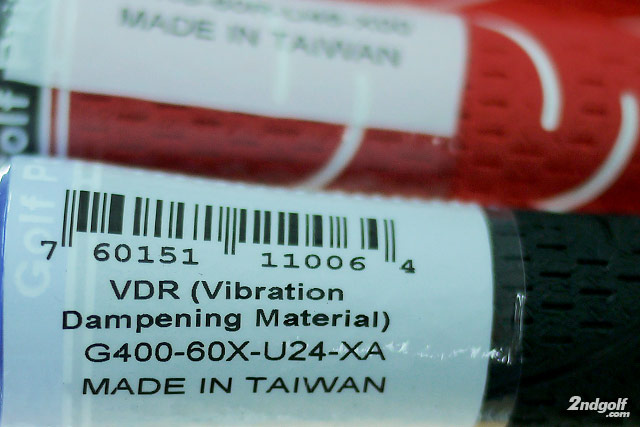 MADE IN TAIWAN
Golf P
7 60151 11006 4
VDR (Vibration
Dampening Material)
G400-60X-U24-XA
MADE IN TAIWAN
2ndgolf
.com